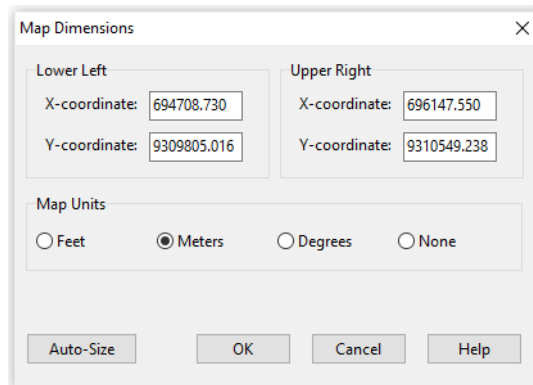 Map Dimensions
Lower Left
X-coordinate: 694708.730
Y-coordinate: 9309805.016
Upper Right
X-coordinate: 696147.550
Y-coordinate: 9310549.238
Map Units
Feet Meters Degrees None
Auto-Size OK Cancel Help